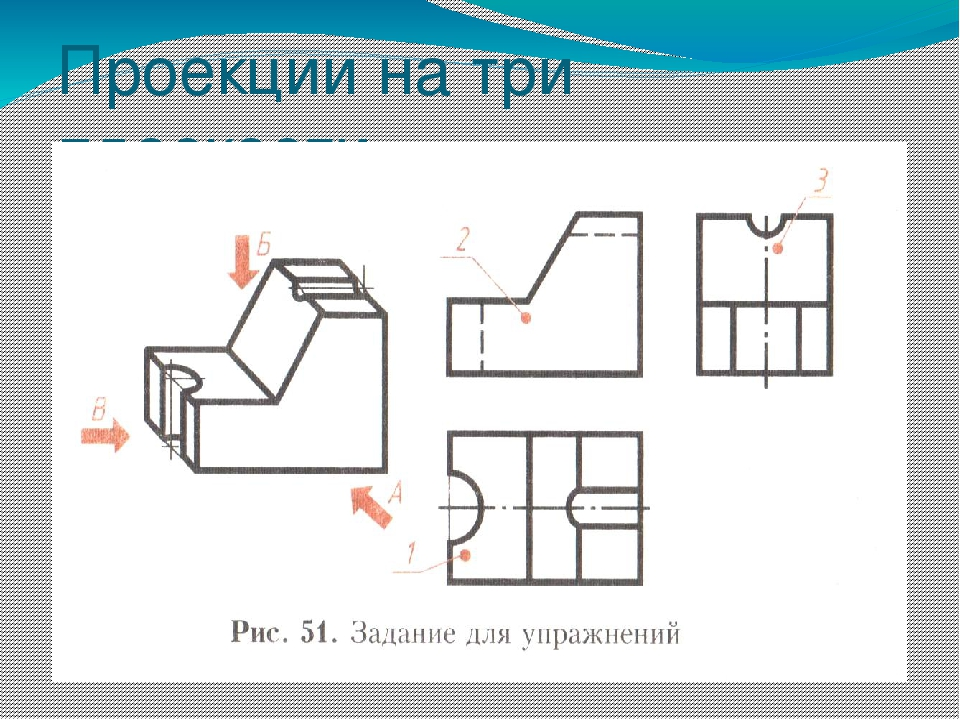 Проекции на три
Б
2
3
В
А
1
Рис. 51. Задание для упражнений